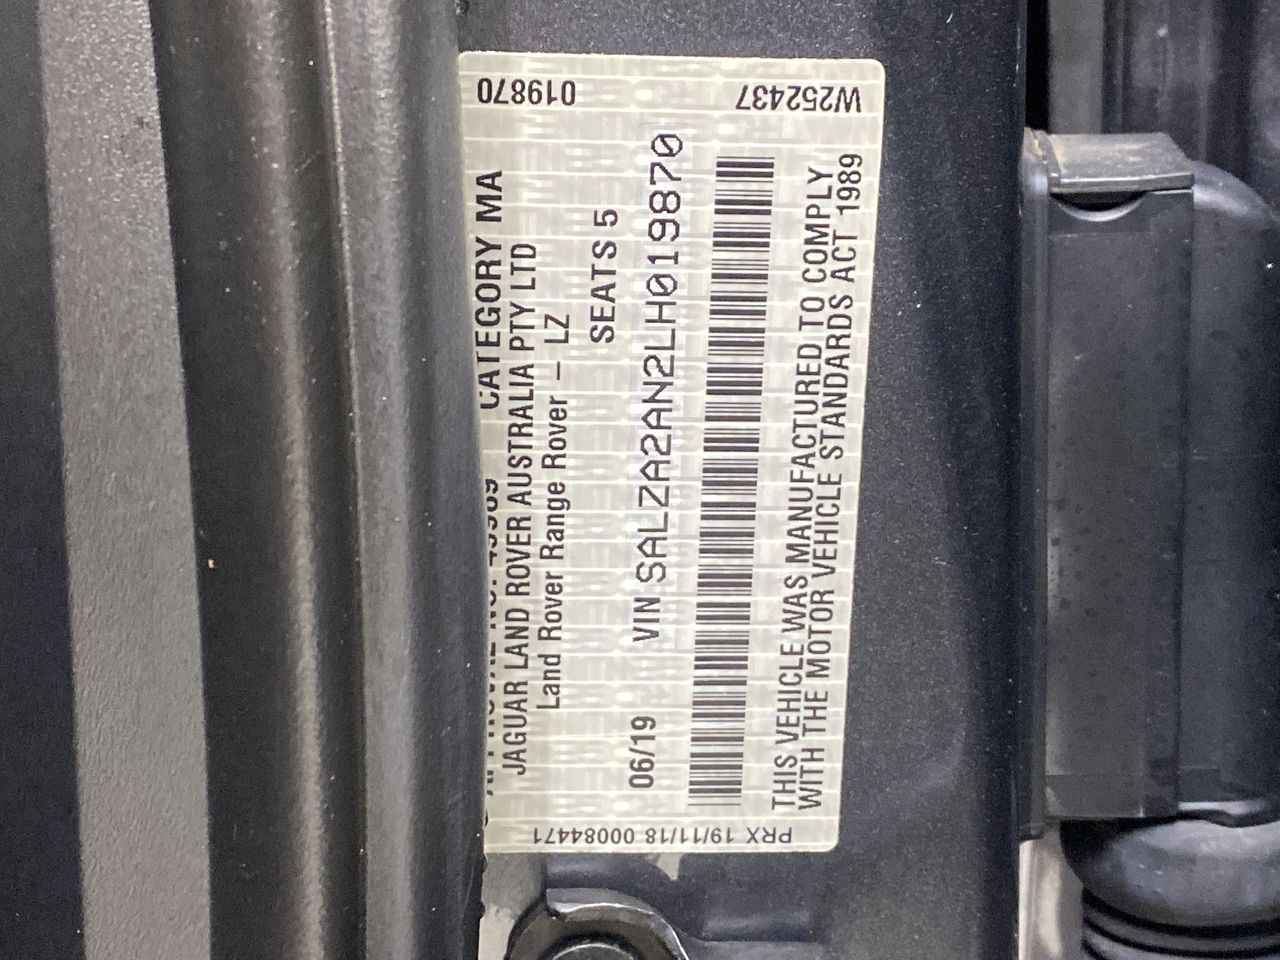 CATEGORY MA
JAGUAR LAND ROVER AUSTRALIA PTY LTD
Land Rover Range Rover – LZ
SEATS 5
06/19 VIN SALZA2AN2LH019870
THIS VEHICLE WAS MANUFACTURED TO COMPLY
WITH THE MOTOR VEHICLE STANDARDS ACT 1989
019870
W252437
PRX 19/11/18 00084471